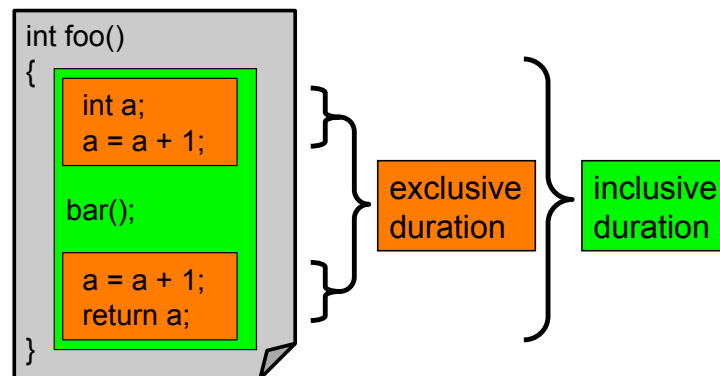 int foo()
{
int a;
a = a + 1;
bar();
a = a + 1;
return a;
}
exclusive
duration
inclusive
duration